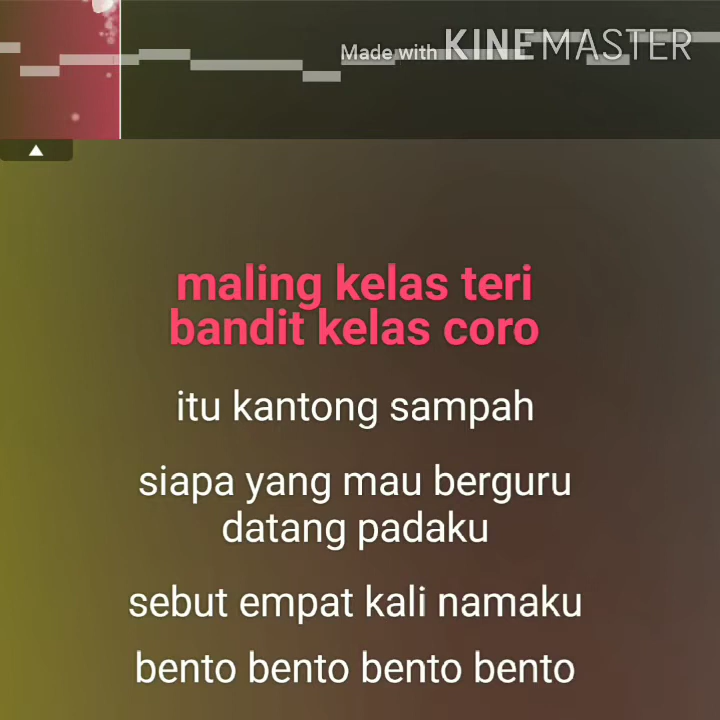 Made with KINEMASTER
maling kelas teri
bandit kelas coro
itu kantong sampah
siapa yang mau berguru
datang padaku
sebut empat kali namaku
bento bento bento bento